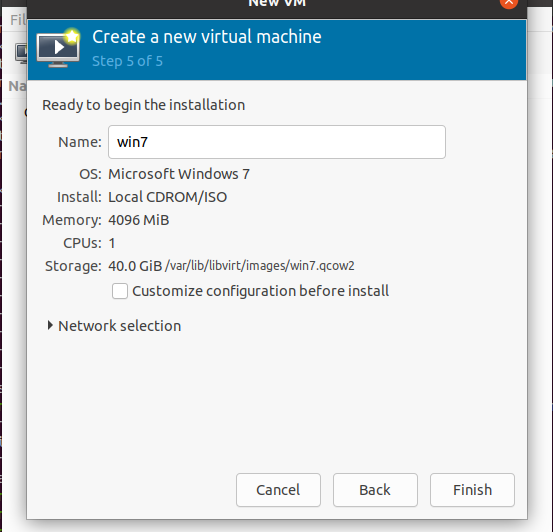 New VM
Fil
Create a new virtual machine
Step 5 of 5
Na
Ready to begin the installation
Name: win7
OS: Microsoft Windows 7
Install: Local CDROM/ISO
Memory: 4096 MiB
CPUs: 1
Storage: 40.0 GiB /var/lib/libvirt/images/win7.qcow2
Customize configuration before install
Network selection
Cancel Back Finish